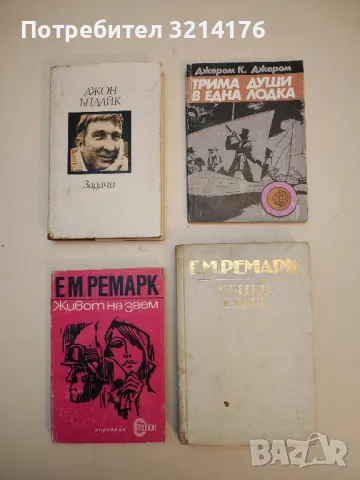 Потребител 3214176
ДЖОН
ЪПДАЙК
Задачи
Джером К. Джером
ТРИМА ДУШИ
В ЕДНА ЛОДКА
Е.М.РЕМАРК
Живот на заем
Е.М.РЕМАРК
bazar